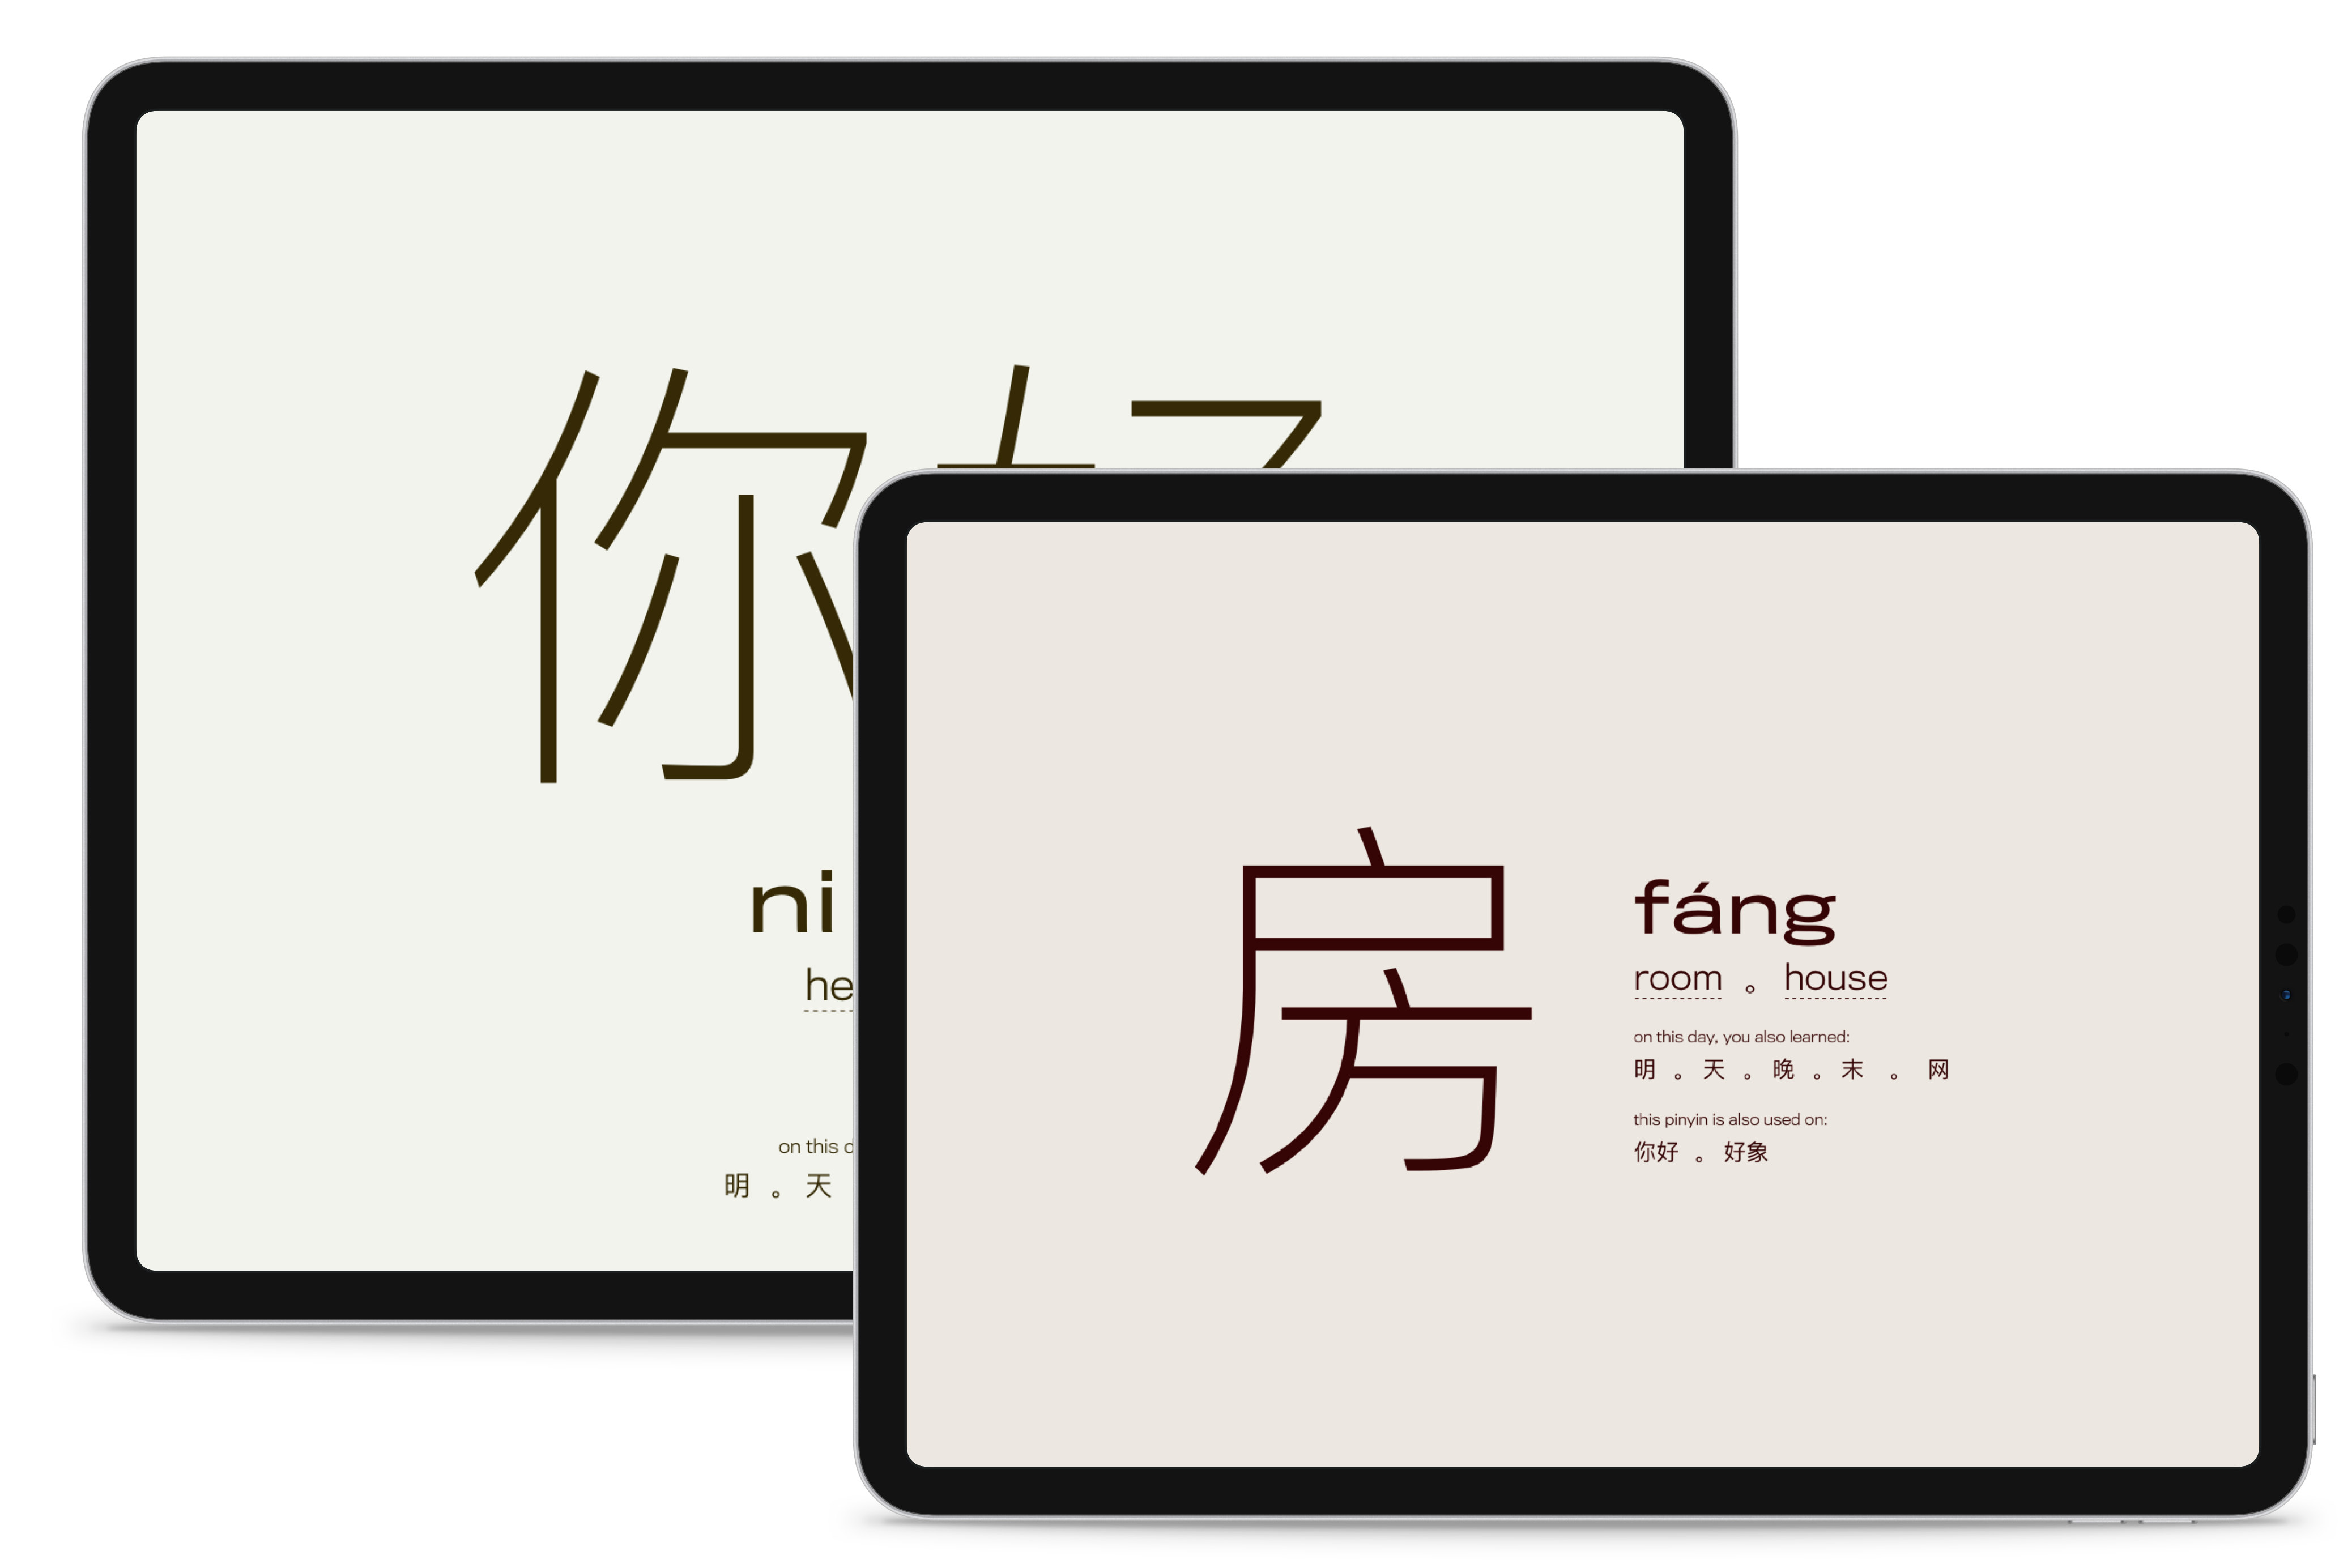 你
ni
on this
明 。 天
房
fáng
room 。 house
on this day, you also learned:
明 。 天 。 晚 。 末 。 网
this pinyin is also used on:
你好 。 好象